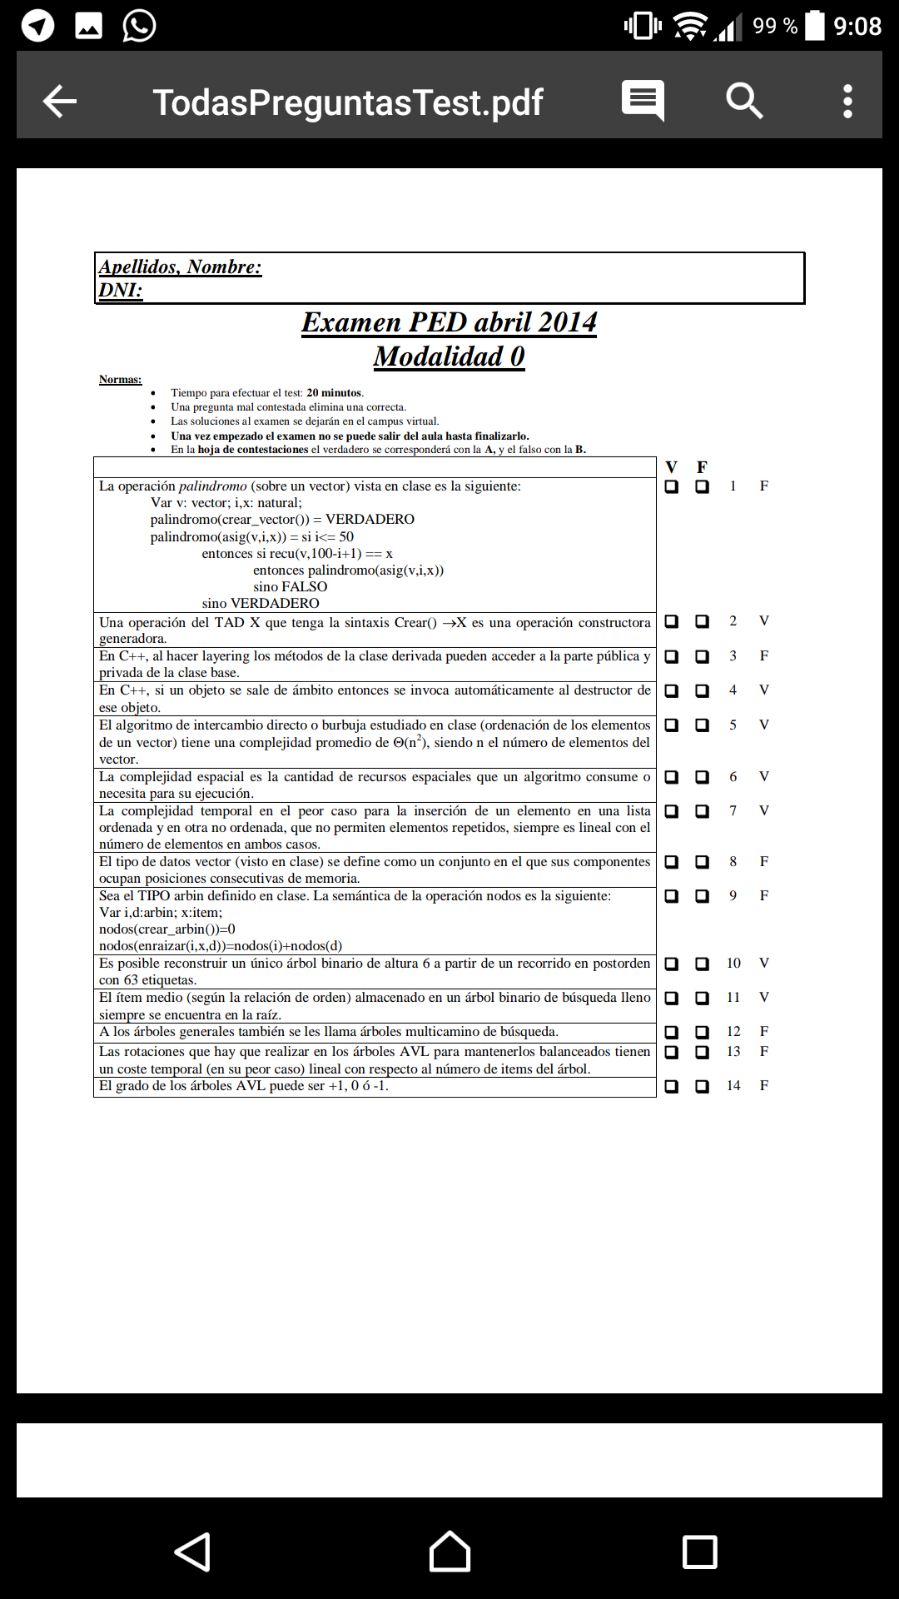 99 % 9:08
TodasPreguntasTest.pdf
Apellidos, Nombre:
DNI:
Examen PED abril 2014
Modalidad 0
Normas:
• Tiempo para efectuar el test: 20 minutos.
• Una pregunta mal contestada elimina una correcta.
• Las soluciones al examen se dejarán en el campus virtual.
• Una vez empezado el examen no se puede salir del aula hasta finalizarlo.
• En la hoja de contestaciones el verdadero se corresponderá con la A, y el falso con la B.
V F
La operación palindromo (sobre un vector) vista en clase es la siguiente: 1 F
Var v: vector; i,x: natural;
palindromo(crear_vector()) = VERDADERO
palindromo(asig(v,i,x)) = si i<= 50
entonces si recu(v,100-i+1) == x
entonces palindromo(asig(v,i,x))
sino FALSO
sino VERDADERO
Una operación del TAD X que tenga la sintaxis Crear() →X es una operación constructora 2 V
generadora.
En C++, al hacer layering los métodos de la clase derivada pueden acceder a la parte pública y 3 F
privada de la clase base.
En C++, si un objeto se sale de ámbito entonces se invoca automáticamente al destructor de 4 V
ese objeto.
El algoritmo de intercambio directo o burbuja estudiado en clase (ordenación de los elementos 5 V
de un vector) tiene una complejidad promedio de Θ(n²), siendo n el número de elementos del
vector.
La complejidad espacial es la cantidad de recursos espaciales que un algoritmo consume o 6 V
necesita para su ejecución.
La complejidad temporal en el peor caso para la inserción de un elemento en una lista 7 V
ordenada y en otra no ordenada, que no permiten elementos repetidos, siempre es lineal con el
número de elementos en ambos casos.
El tipo de datos vector (visto en clase) se define como un conjunto en el que sus componentes 8 F
ocupan posiciones consecutivas de memoria.
Sea el TIPO arbin definido en clase. La semántica de la operación nodos es la siguiente: 9 F
Var i,d:arbin; x:item;
nodos(crear_arbin())=0
nodos(enraizar(i,x,d))=nodos(i)+nodos(d)
Es posible reconstruir un único árbol binario de altura 6 a partir de un recorrido en postorden 10 V
con 63 etiquetas.
El ítem medio (según la relación de orden) almacenado en un árbol binario de búsqueda lleno 11 V
siempre se encuentra en la raíz.
A los árboles generales también se les llama árboles multicamino de búsqueda. 12 F
Las rotaciones que hay que realizar en los árboles AVL para mantenerlos balanceados tienen 13 F
un coste temporal (en su peor caso) lineal con respecto al número de items del árbol.
El grado de los árboles AVL puede ser +1, 0 ó -1. 14 F